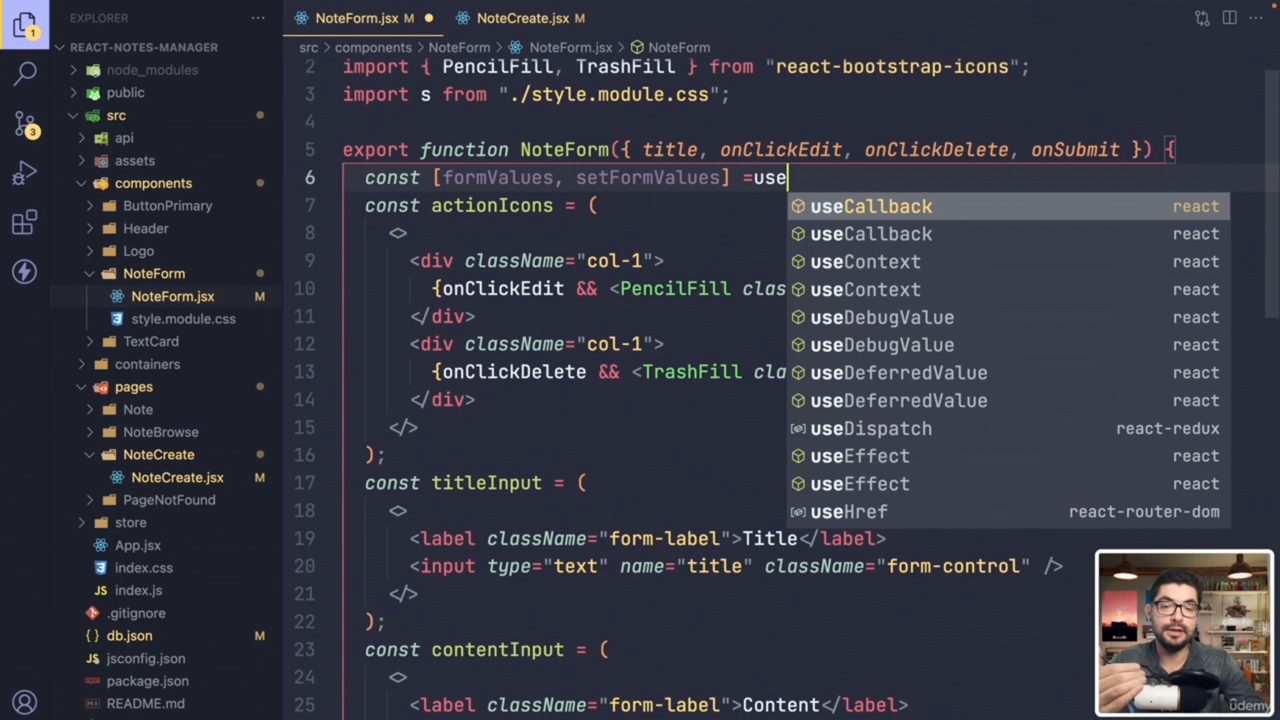 EXPLORER
REACT-NOTES-MANAGER
node_modules
public
src
api
assets
components
ButtonPrimary
Header
Logo
NoteForm
NoteForm.jsx M
style.module.css
TextCard
containers
pages
Note
NoteBrowse
NoteCreate
NoteCreate.jsx M
PageNotFound
store
App.jsx
index.css
JS index.js
.gitignore
{} db.json M
jsconfig.json
package.json
README.md
1
3
NoteForm.jsx M
NoteCreate.jsx M
src > components > NoteForm > NoteForm.jsx > NoteForm
2 import { PencilFill, TrashFill } from "react-bootstrap-icons";
3 import s from "./style.module.css";
4
5 export function NoteForm({ title, onClickEdit, onClickDelete, onSubmit }) {
6 const [formValues, setFormValues] =use
7 const actionIcons = (
8 <>
9 <div className="col-1">
10 {onClickEdit && <PencilFill clas
11 </div>
12 <div className="col-1">
13 {onClickDelete && <TrashFill cla
14 </div>
15 </>
16 );
17 const titleInput = (
18 <>
19 <label className="form-label">Title</label>
20 <input type="text" name="title" className="form-control" />
21 </>
22 );
23 const contentInput = (
24 <>
25 <label className="form-label">Content</label>
useCallback react
useCallback react
useContext react
useContext react
useDebugValue react
useDebugValue react
useDeferredValue react
useDeferredValue react
useDispatch react-redux
useEffect react
useEffect react
useHref react-router-dom
udemy